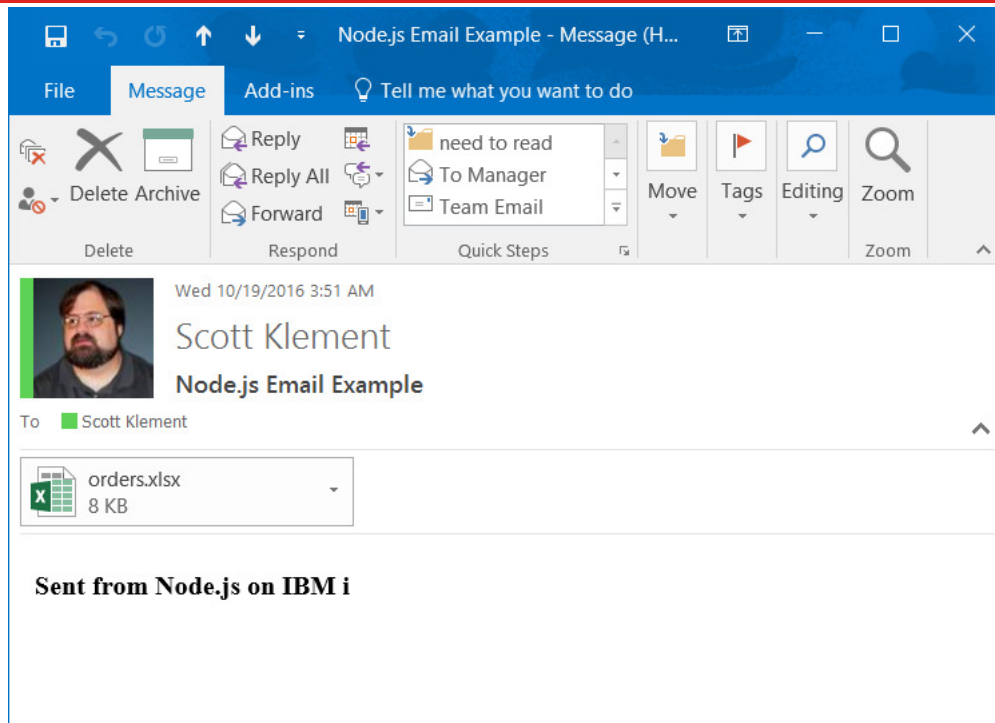 Node.js Email Example - Message (H...
File Message Add-ins Tell me what you want to do
Delete Archive
Reply
Reply All
Forward
need to read
To Manager
Team Email
Move Tags Editing Zoom
Delete Respond Quick Steps Zoom
Wed 10/19/2016 3:51 AM
Scott Klement
Node.js Email Example
To Scott Klement
orders.xlsx
8 KB
Sent from Node.js on IBM i